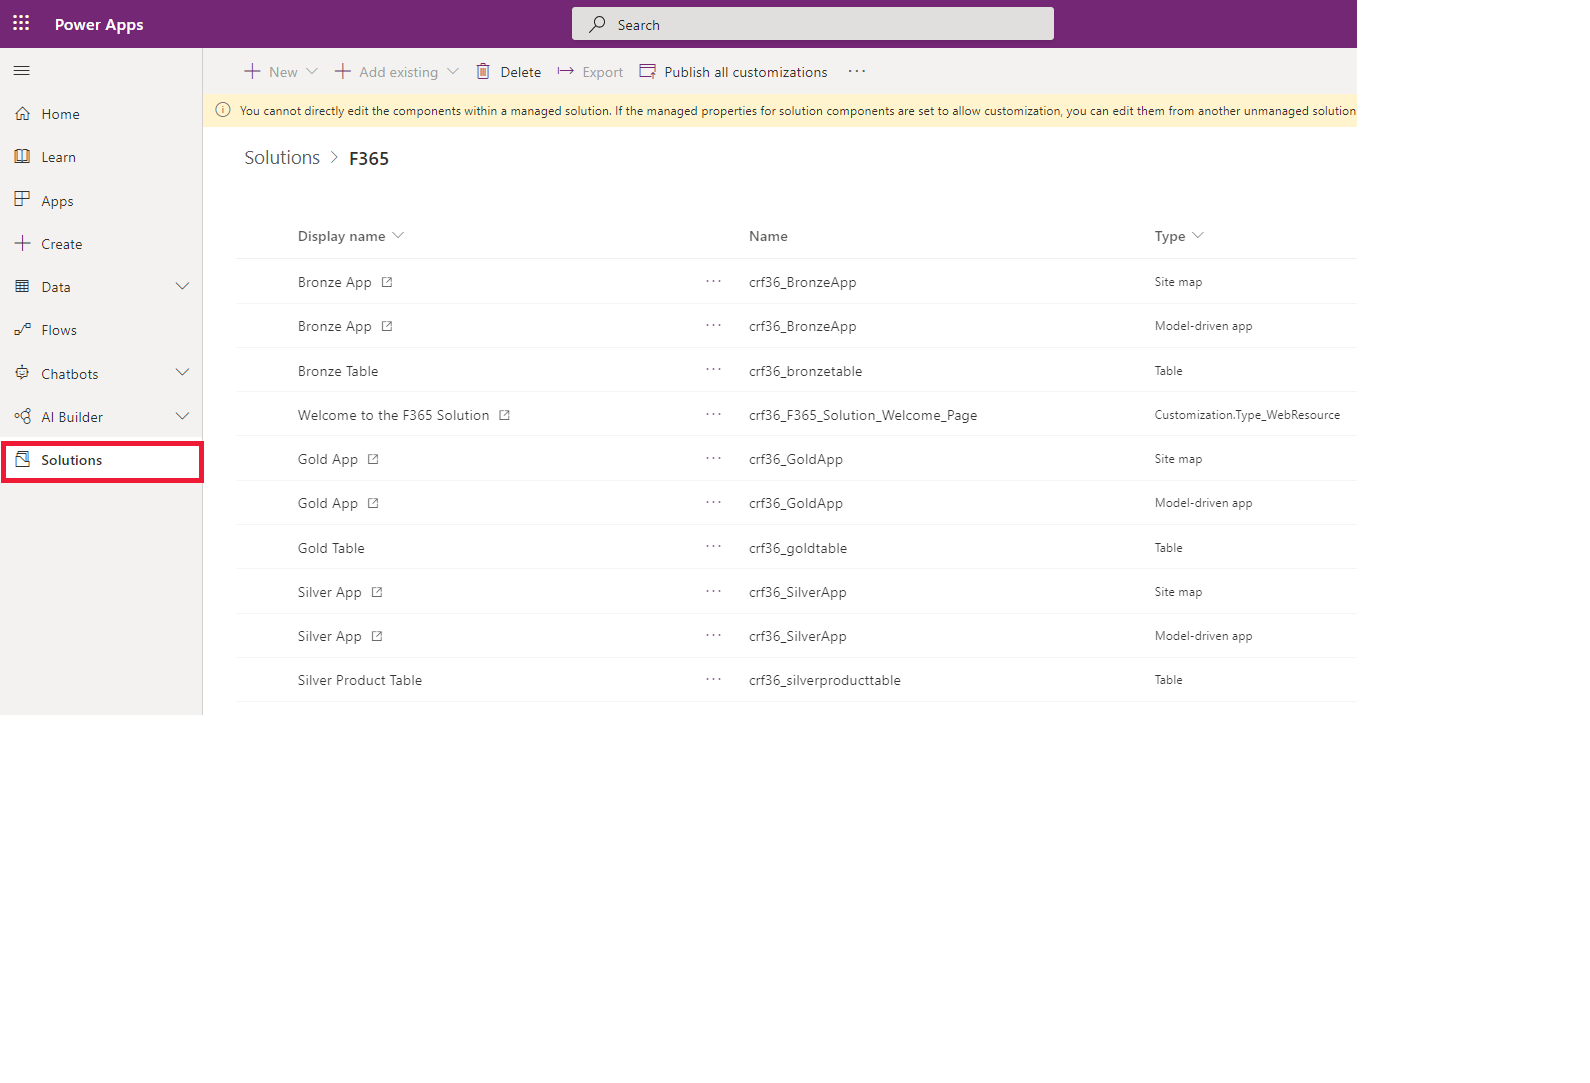 Power Apps
Search
New
Add existing
Delete
Export
Publish all customizations
Home
Learn
Apps
Create
Data
Flows
Chatbots
AI Builder
Solutions
You cannot directly edit the components within a managed solution. If the managed properties for solution components are set to allow customization, you can edit them from another unmanaged solution
Solutions > F365
Display name Name Type
Bronze App crf36_BronzeApp Site map
Bronze App crf36_BronzeApp Model-driven app
Bronze Table crf36_bronzetable Table
Welcome to the F365 Solution crf36_F365_Solution_Welcome_Page Customization.Type_WebResource
Gold App crf36_GoldApp Site map
Gold App crf36_GoldApp Model-driven app
Gold Table crf36_goldtable Table
Silver App crf36_SilverApp Site map
Silver App crf36_SilverApp Model-driven app
Silver Product Table crf36_silverproducttable Table